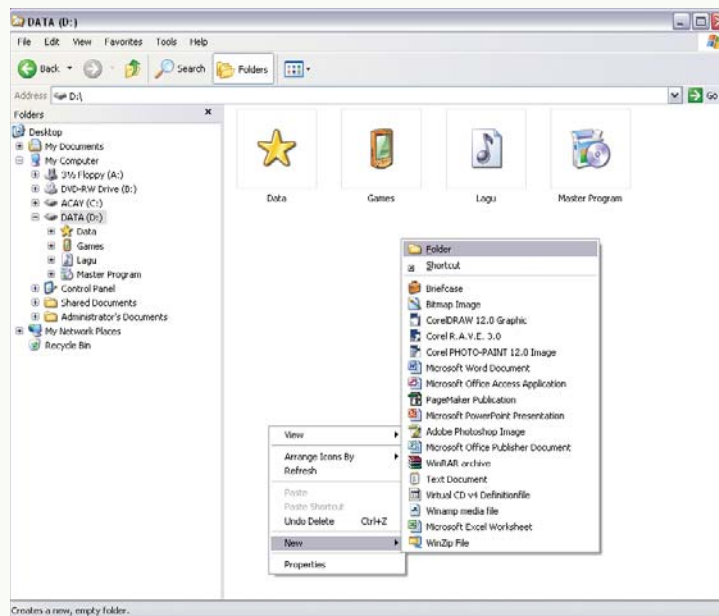 DATA (D:)
File Edit View Favorites Tools Help
Back Search Folders
Address D:\ Go
Folders x
Desktop
My Documents
My Computer
3½ Floppy (A:)
DVD-RW Drive (B:)
ACAY (C:)
DATA (D:)
Data
Games
Lagu
Master Program
Control Panel
Shared Documents
Administrator's Documents
My Network Places
Recycle Bin
Data Games Lagu Master Program
View
Arrange Icons By
Refresh
Paste
Paste Shortcut
Undo Delete Ctrl+Z
New
Properties
Folder
Shortcut
Briefcase
Bitmap Image
CorelDRAW 12.0 Graphic
Corel R.A.V.E. 3.0
Corel PHOTO-PAINT 12.0 Image
Microsoft Word Document
Microsoft Office Access Application
PageMaker Publication
Microsoft PowerPoint Presentation
Adobe Photoshop Image
Microsoft Office Publisher Document
WinRAR archive
Text Document
Virtual CD v4 Definitionfile
Winamp media file
Microsoft Excel Worksheet
WinZip File
Creates a new, empty folder.